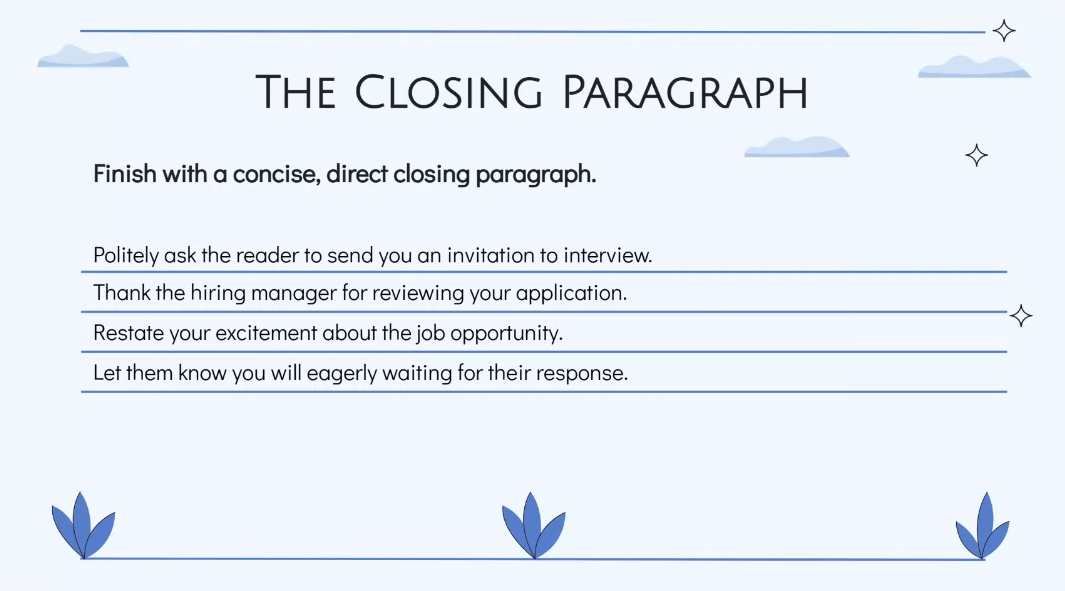 The Closing Paragraph
Finish with a concise, direct closing paragraph.
Politely ask the reader to send you an invitation to interview.
Thank the hiring manager for reviewing your application.
Restate your excitement about the job opportunity.
Let them know you will eagerly waiting for their response.